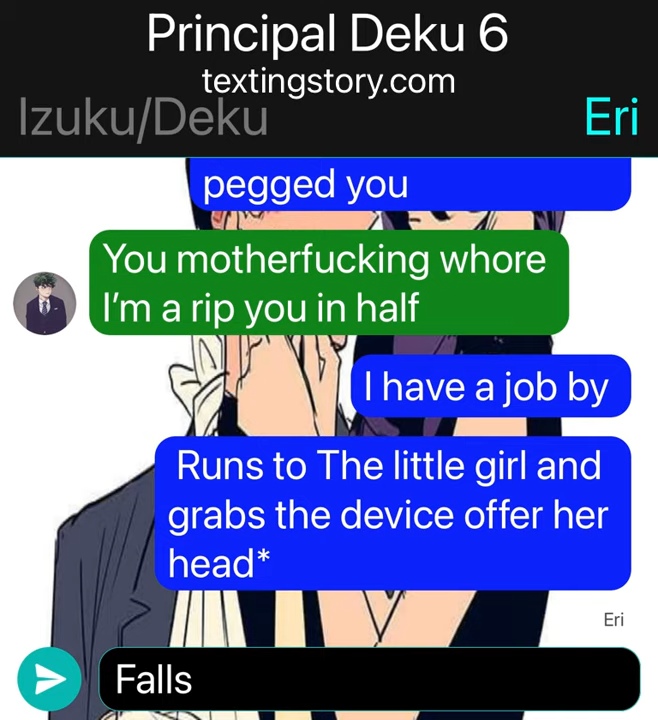 Principal Deku 6
textingstory.com
Izuku/Deku
Eri
pegged you
You motherfucking whore
I'm a rip you in half
I have a job by
Runs to The little girl and
grabs the device offer her
head*
Eri
Falls